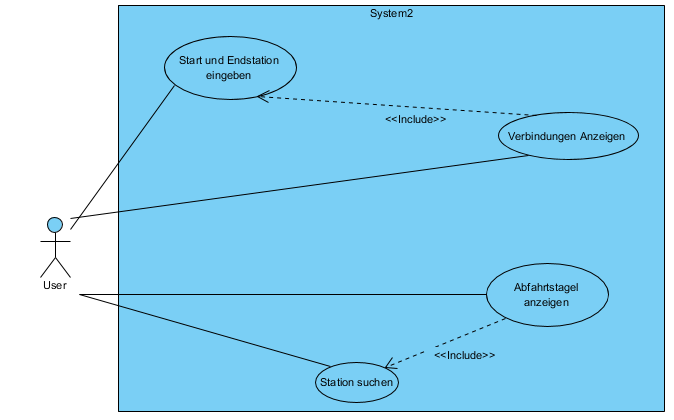 System2
Start und Endstation
eingeben
<<Include>>
Verbindungen Anzeigen
User
Abfahrtstagel
anzeigen
<<Include>>
Station suchen